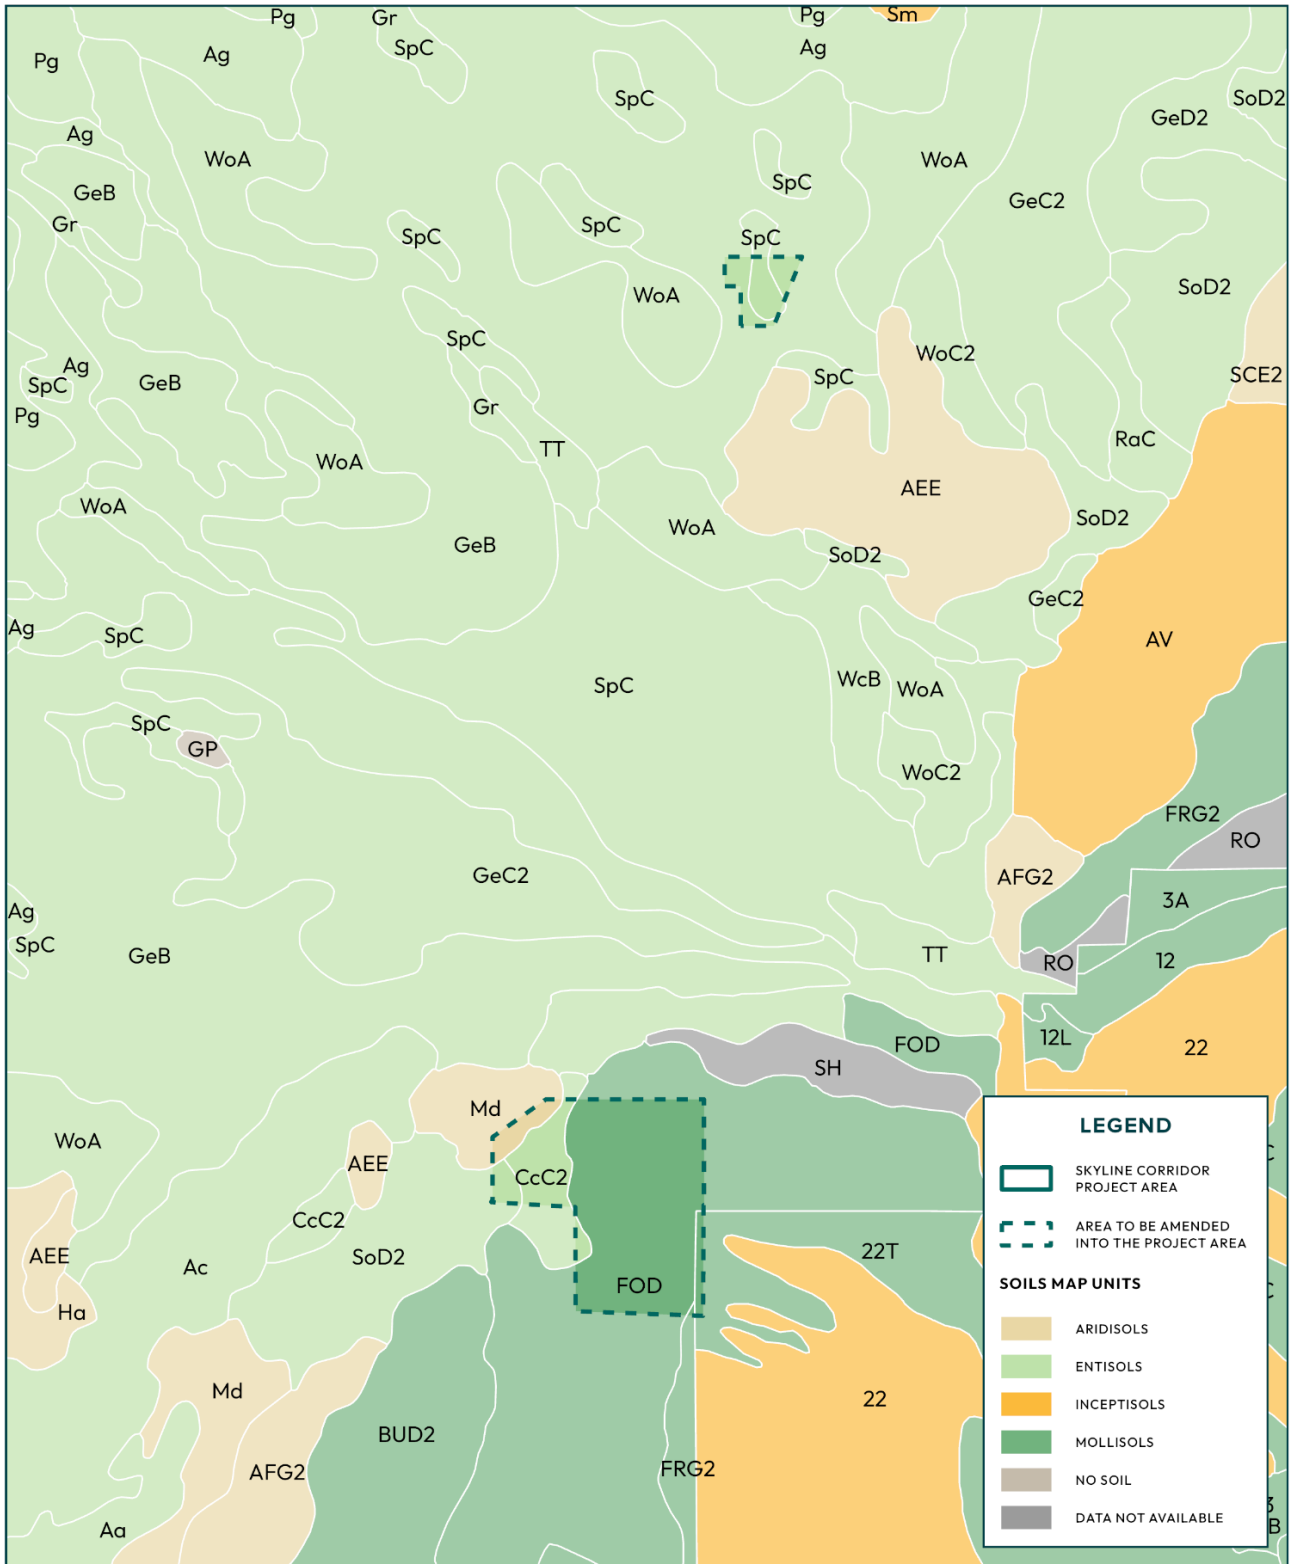 Pg
Gr
Pg
Sm
SpC
Ag
Pg
Ag
SpC
SoD2
GeD2
Ag
WoA
WoA
SpC
GeB
GeC2
Gr
SpC
SpC
SpC
SoD2
WoA
SpC
WoC2
Ag
SpC
GeB
SpC
SCE2
Pg
Gr
RaC
TT
WoA
AEE
WoA
SoD2
WoA
GeB
SoD2
GeC2
Ag
SpC
AV
SpC
WcB
WoA
SpC
GP
WoC2
FRG2
RO
GeC2
AFG2
3A
Ag
SpC
GeB
TT
RO
12
12L
FOD
22
SH
Md
WoA
AEE
CcC2
CcC2
AEE
SoD2
22T
Ac
FOD
Ha
Md
22
BUD2
AFG2
FRG2
Aa
C
C
3
B
LEGEND
SKYLINE CORRIDOR
PROJECT AREA
AREA TO BE AMENDED
INTO THE PROJECT AREA
SOILS MAP UNITS
ARIDISOLS
ENTISOLS
INCEPTISOLS
MOLLISOLS
NO SOIL
DATA NOT AVAILABLE